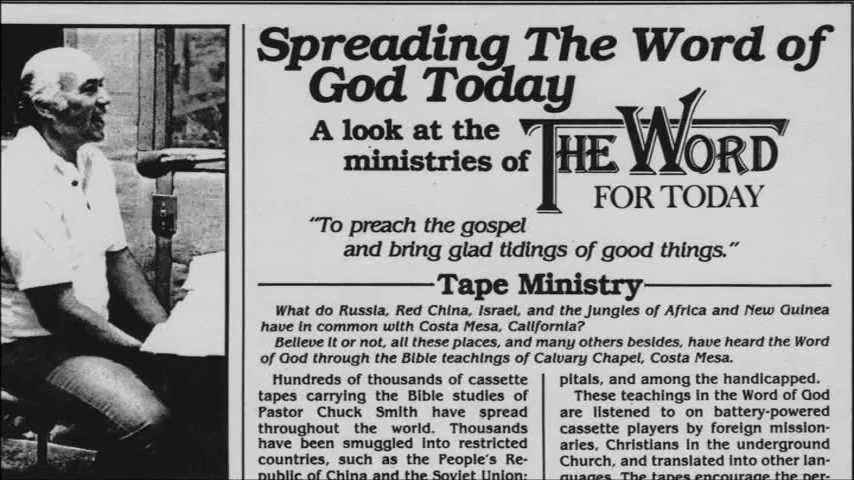 Spreading The Word of
God Today
A look at the
ministries of
THE WORD
FOR TODAY
"To preach the gospel
and bring glad tidings of good things."
Tape Ministry
What do Russia, Red China, Israel, and the jungles of Africa and New Guinea
have in common with Costa Mesa, California?
Believe it or not, all these places, and many others besides, have heard the Word
of God through the Bible teachings of Calvary Chapel, Costa Mesa.
Hundreds of thousands of cassette
tapes carrying the Bible studies of
Pastor Chuck Smith have spread
throughout the world. Thousands
have been smuggled into restricted
countries, such as the People's Re-
public of China and the Soviet Union;
pitals, and among the handicapped.
These teachings in the Word of God
are listened to on battery-powered
cassette players by foreign mission-
aries, Christians in the underground
Church, and translated into other lan-
guages. The tapes encourage the per-